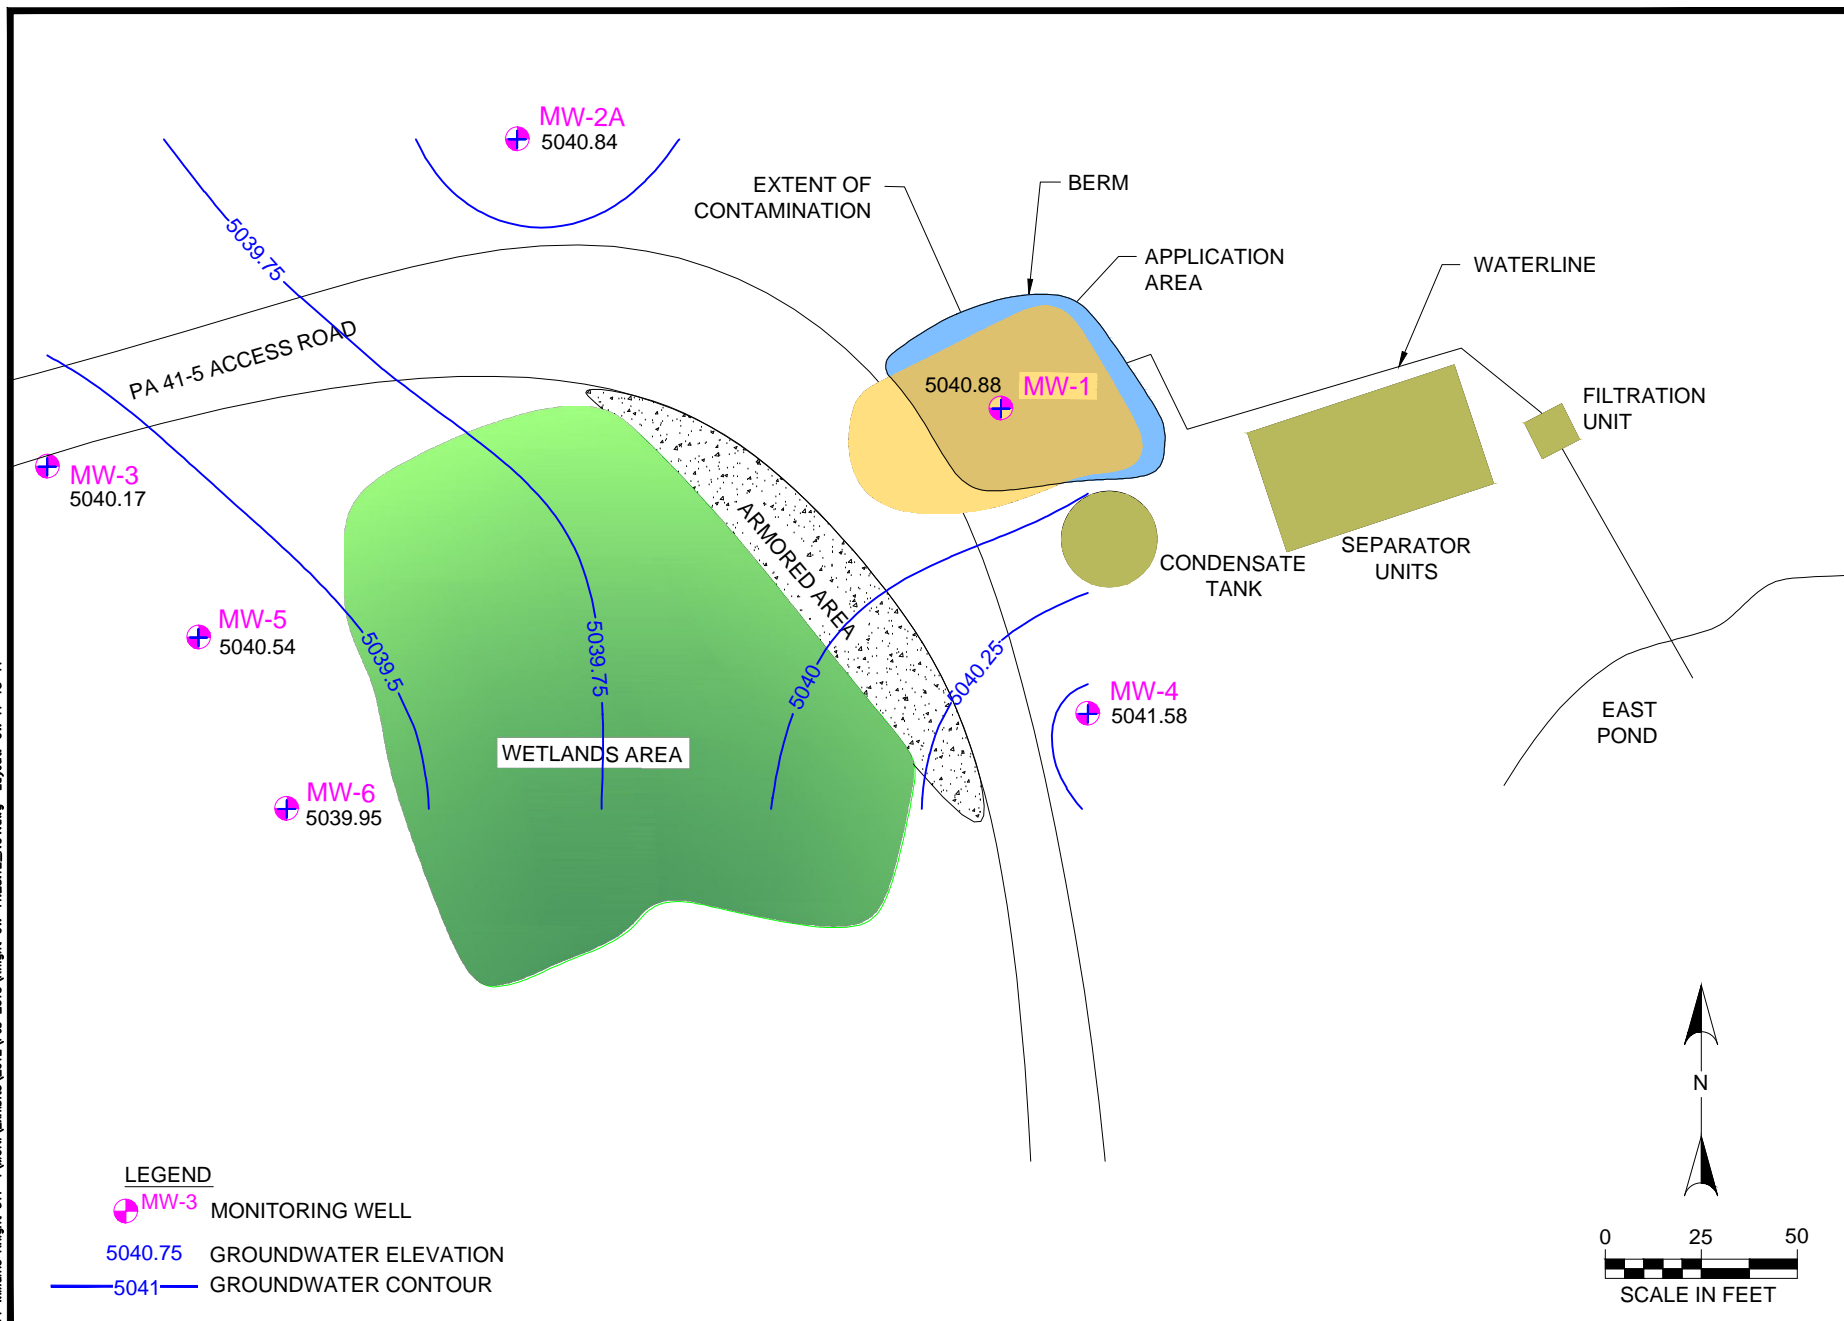 MW-2A
5040.84
EXTENT OF
CONTAMINATION
BERM
APPLICATION
AREA
WATERLINE
5039.75
PA 41-5 ACCESS ROAD
5040.88 MW-1
FILTRATION
UNIT
MW-3
5040.17
ARMORED AREA
SEPARATOR
UNITS
CONDENSATE
TANK
MW-5
5040.54
5039.5
5039.75
5040
5040.25
MW-4
5041.58
EAST
POND
WETLANDS AREA
MW-6
5039.95
N
LEGEND
MW-3 MONITORING WELL
5040.75 GROUNDWATER ELEVATION
5041 GROUNDWATER CONTOUR
0 25 50
SCALE IN FEET